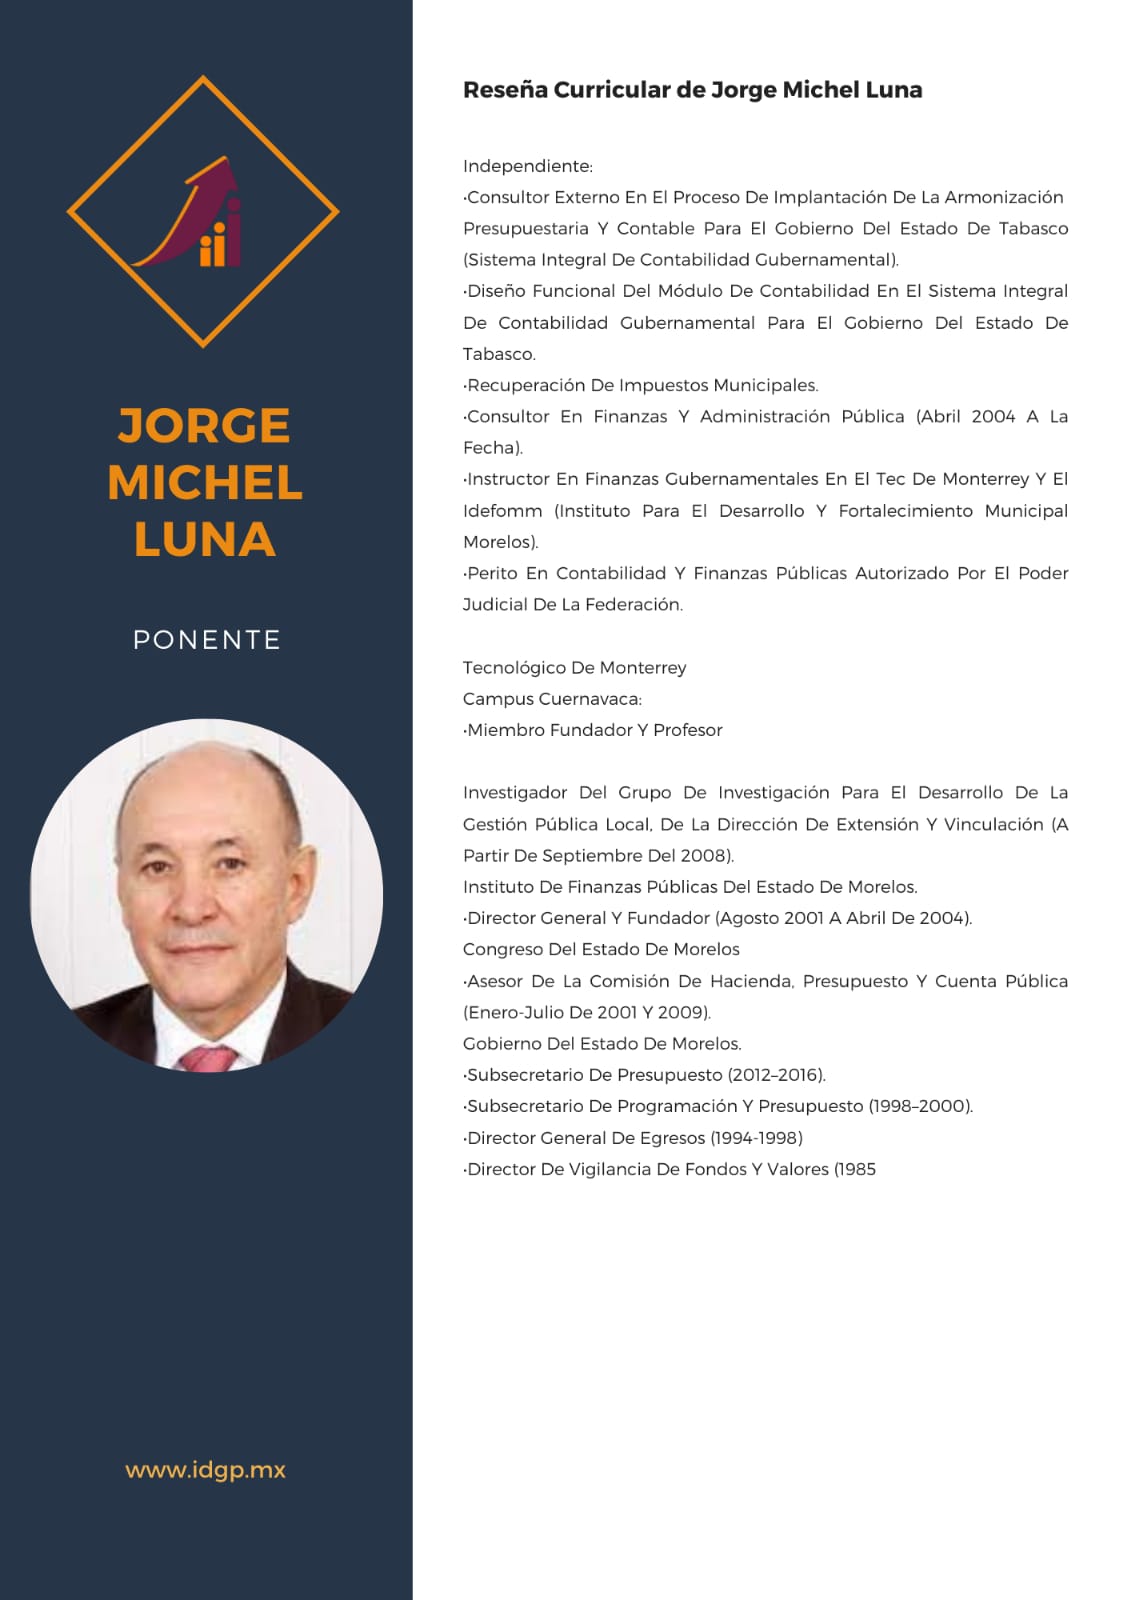 JORGE
MICHEL
LUNA
PONENTE
www.idgp.mx
Reseña Curricular de Jorge Michel Luna
Independiente:
•Consultor Externo En El Proceso De Implantación De La Armonización
Presupuestaria Y Contable Para El Gobierno Del Estado De Tabasco
(Sistema Integral De Contabilidad Gubernamental).
•Diseño Funcional Del Módulo De Contabilidad En El Sistema Integral
De Contabilidad Gubernamental Para El Gobierno Del Estado De
Tabasco.
•Recuperación De Impuestos Municipales.
•Consultor En Finanzas Y Administración Pública (Abril 2004 A La
Fecha).
•Instructor En Finanzas Gubernamentales En El Tec De Monterrey Y El
Idefomm (Instituto Para El Desarrollo Y Fortalecimiento Municipal
Morelos).
•Perito En Contabilidad Y Finanzas Públicas Autorizado Por El Poder
Judicial De La Federación.
Tecnológico De Monterrey
Campus Cuernavaca:
•Miembro Fundador Y Profesor
Investigador Del Grupo De Investigación Para El Desarrollo De La
Gestión Pública Local, De La Dirección De Extensión Y Vinculación (A
Partir De Septiembre Del 2008).
Instituto De Finanzas Públicas Del Estado De Morelos.
•Director General Y Fundador (Agosto 2001 A Abril De 2004).
Congreso Del Estado De Morelos
•Asesor De La Comisión De Hacienda, Presupuesto Y Cuenta Pública
(Enero-Julio De 2001 Y 2009).
Gobierno Del Estado De Morelos.
•Subsecretario De Presupuesto (2012–2016).
•Subsecretario De Programación Y Presupuesto (1998–2000).
•Director General De Egresos (1994-1998)
•Director De Vigilancia De Fondos Y Valores (1985